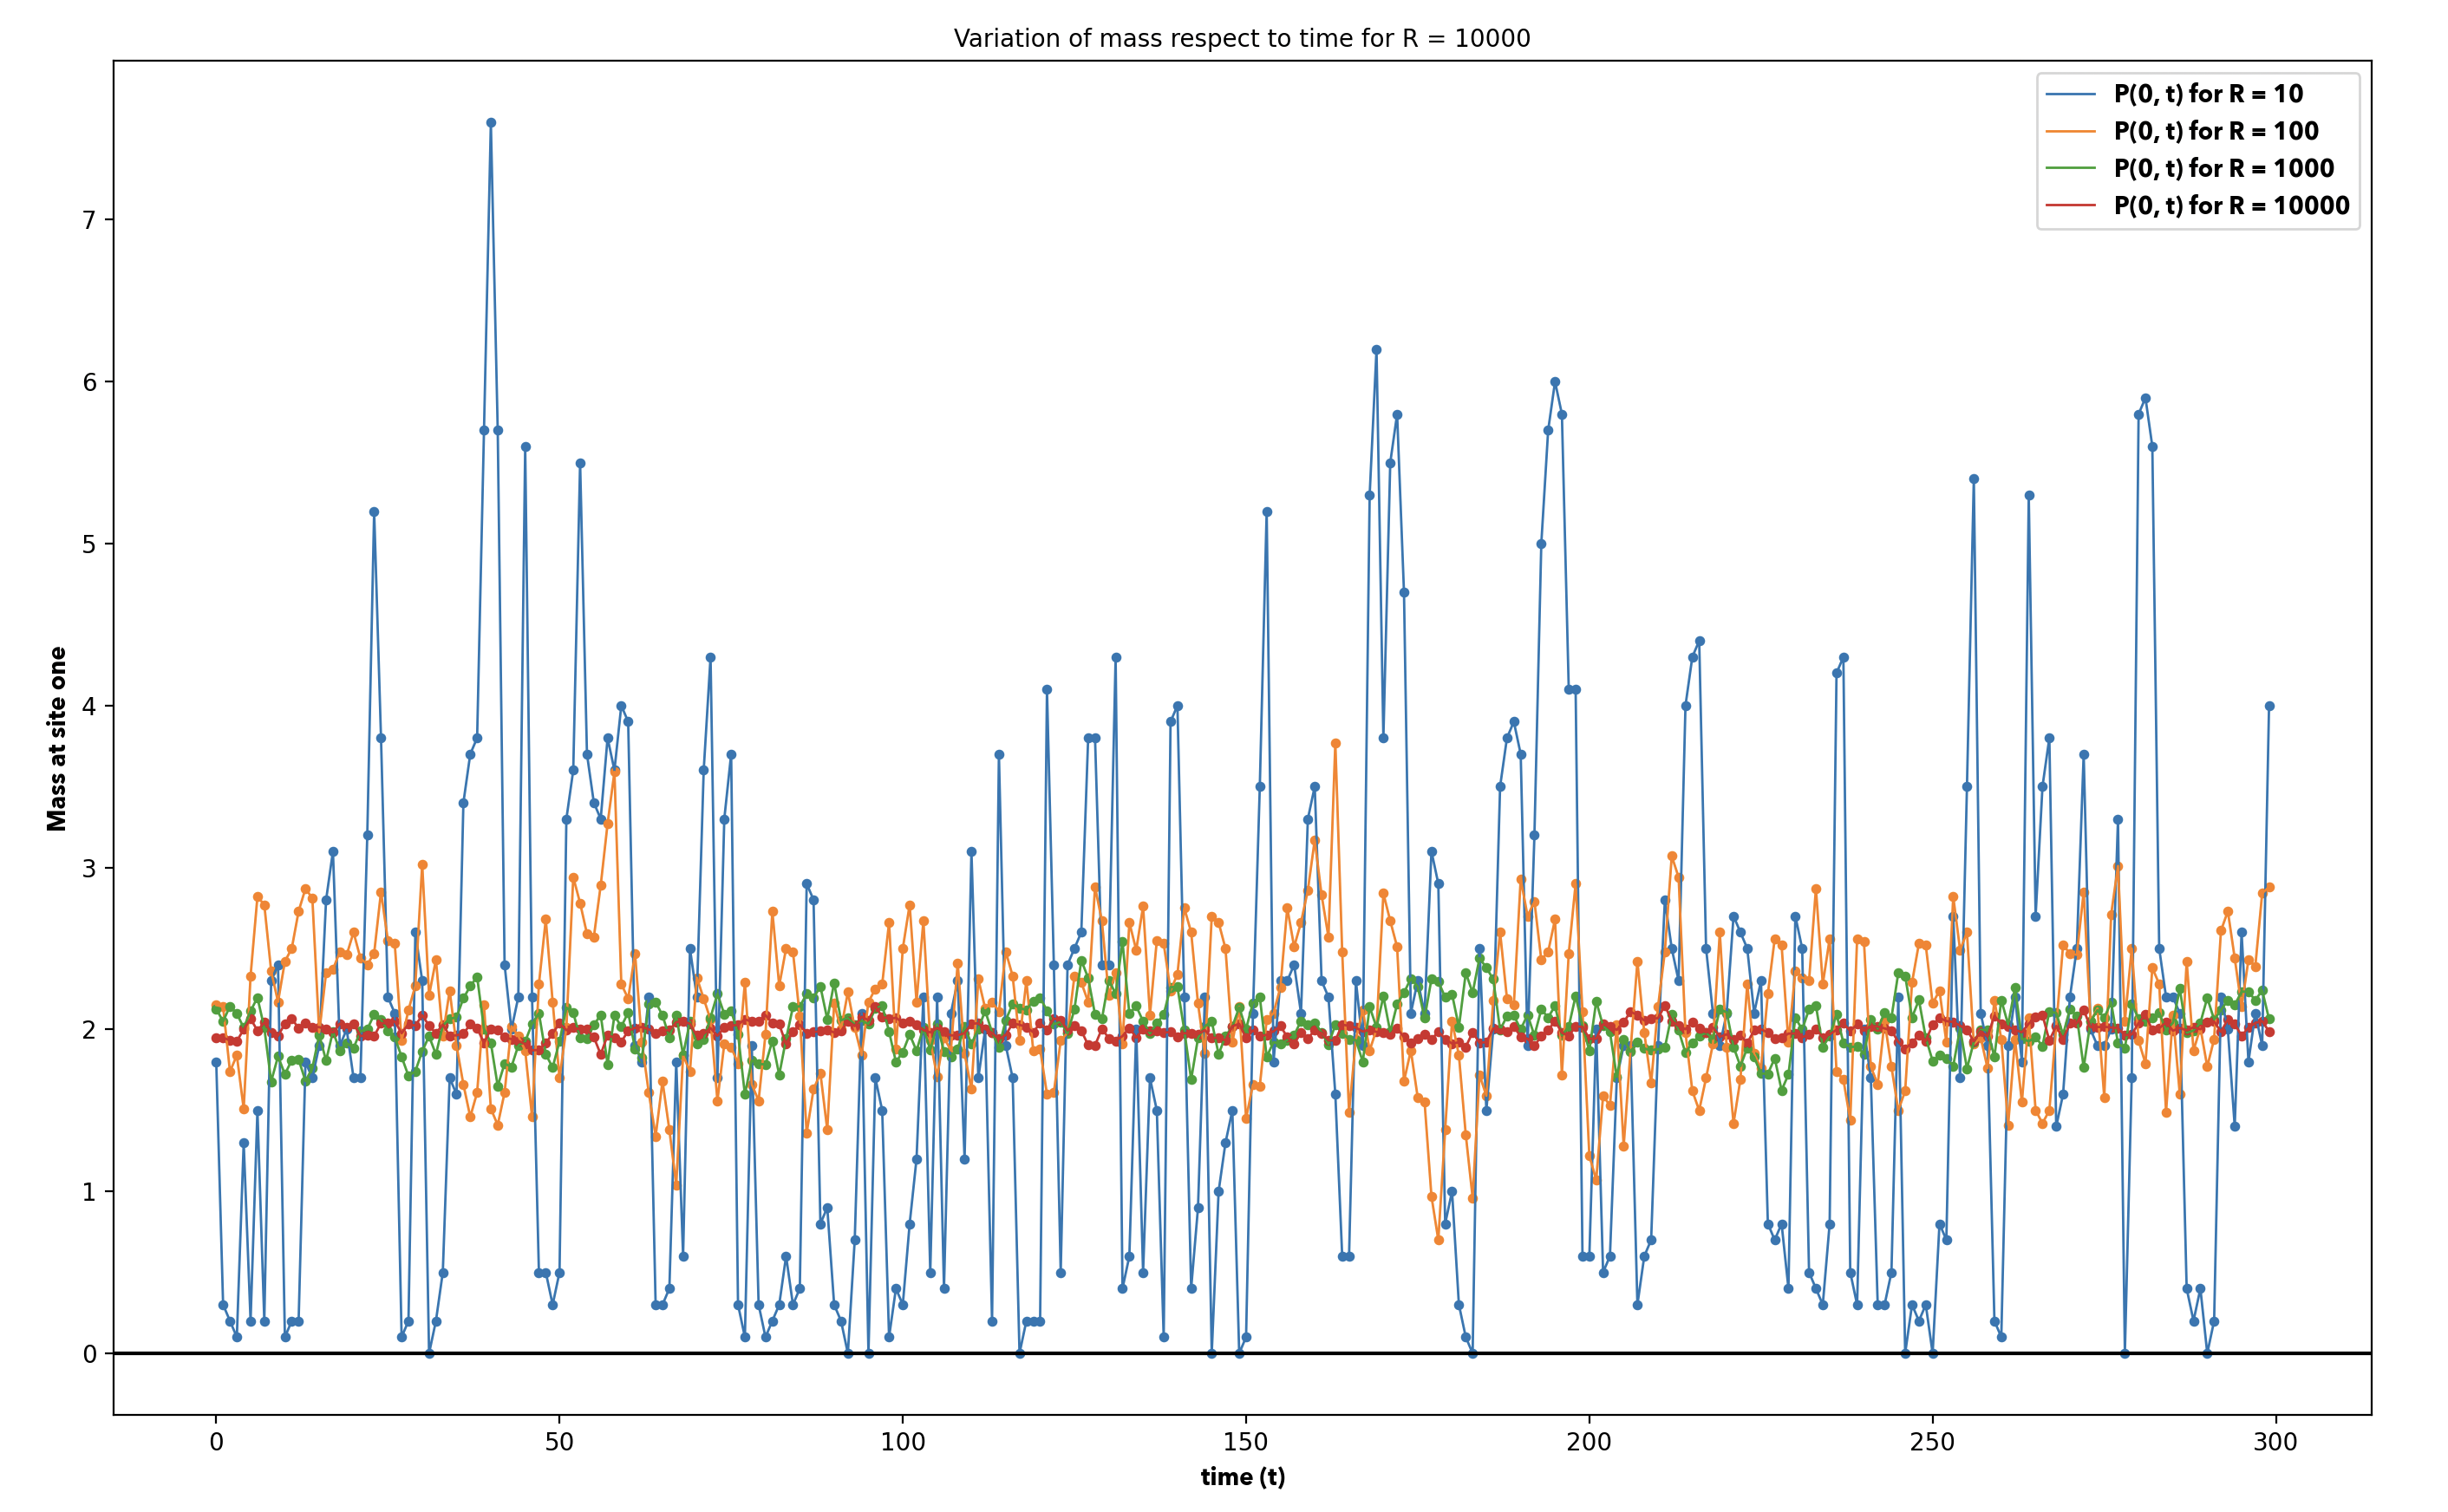 Variation of mass respect to time for R = 10000
P(0, t) for R = 10
P(0, t) for R = 100
P(0, t) for R = 1000
P(0, t) for R = 10000
Mass at site one
7
6
5
4
3
2
1
0
0 50 100 150 200 250 300
time (t)